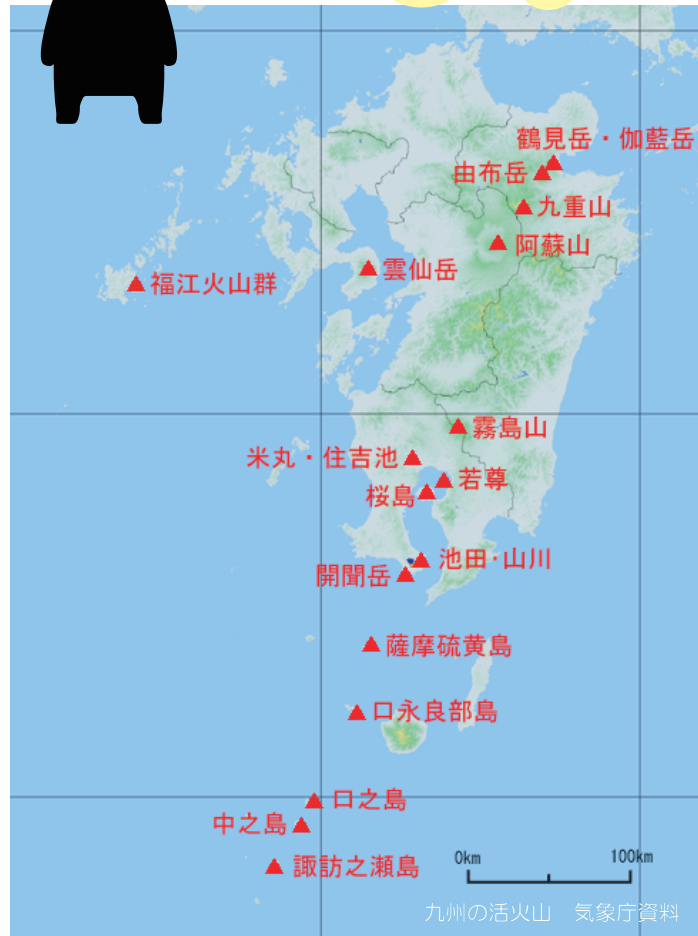 鶴見岳・伽藍岳
由布岳
九重山
阿蘇山
雲仙岳
福江火山群
霧島山
米丸・住吉池
若尊
桜島
池田・山川
開聞岳
薩摩硫黄島
口永良部島
口之島
中之島
諏訪之瀬島
0km 100km
九州の活火山 気象庁資料